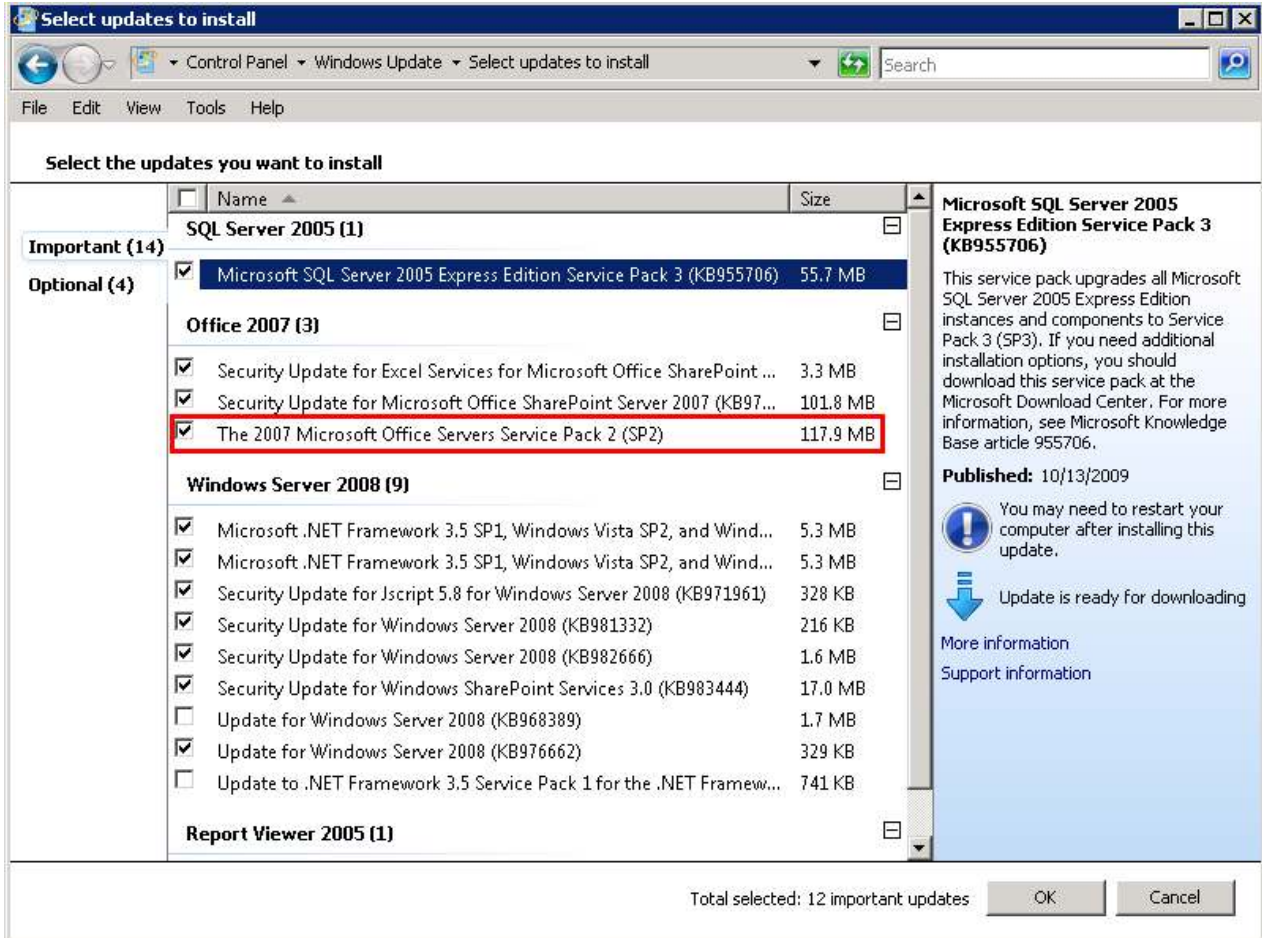 Select updates to install
Control Panel Windows Update Select updates to install Search
File Edit View Tools Help
Select the updates you want to install
Important (14)
Optional (4)
Name Size
SQL Server 2005 (1)
Microsoft SQL Server 2005 Express Edition Service Pack 3 (KB955706) 55.7 MB
Office 2007 (3)
Security Update for Excel Services for Microsoft Office SharePoint ... 3.3 MB
Security Update for Microsoft Office SharePoint Server 2007 (KB97... 101.8 MB
The 2007 Microsoft Office Servers Service Pack 2 (SP2) 117.9 MB
Windows Server 2008 (9)
Microsoft .NET Framework 3.5 SP1, Windows Vista SP2, and Wind... 5.3 MB
Microsoft .NET Framework 3.5 SP1, Windows Vista SP2, and Wind... 5.3 MB
Security Update for Jscript 5.8 for Windows Server 2008 (KB971961) 328 KB
Security Update for Windows Server 2008 (KB981332) 216 KB
Security Update for Windows Server 2008 (KB982666) 1.6 MB
Security Update for Windows SharePoint Services 3.0 (KB983444) 17.0 MB
Update for Windows Server 2008 (KB968389) 1.7 MB
Update for Windows Server 2008 (KB976662) 329 KB
Update to .NET Framework 3.5 Service Pack 1 for the .NET Framew... 741 KB
Report Viewer 2005 (1)
Microsoft SQL Server 2005
Express Edition Service Pack 3
(KB955706)
This service pack upgrades all Microsoft
SQL Server 2005 Express Edition
instances and components to Service
Pack 3 (SP3). If you need additional
installation options, you should
download this service pack at the
Microsoft Download Center. For more
information, see Microsoft Knowledge
Base article 955706.
Published: 10/13/2009
You may need to restart your
computer after installing this
update.
Update is ready for downloading
More information
Support information
Total selected: 12 important updates OK Cancel